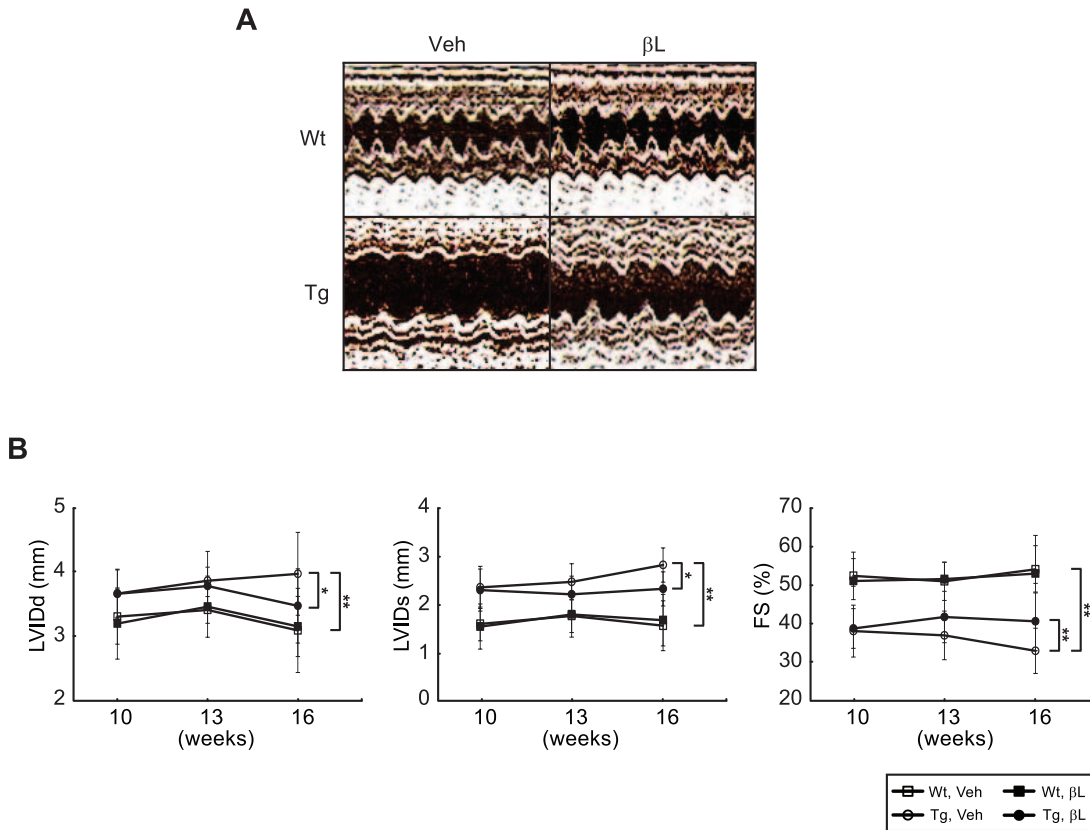 A
Veh βL
Wt
Tg
B
LVIDd (mm)
5
4
3
2
10 13 16
(weeks)
*
**
LVIDs (mm)
4
3
2
1
0
10 13 16
(weeks)
*
**
FS (%)
70
60
50
40
30
20
10 13 16
(weeks)
**
**
Wt, Veh Wt, βL
Tg, Veh Tg, βL